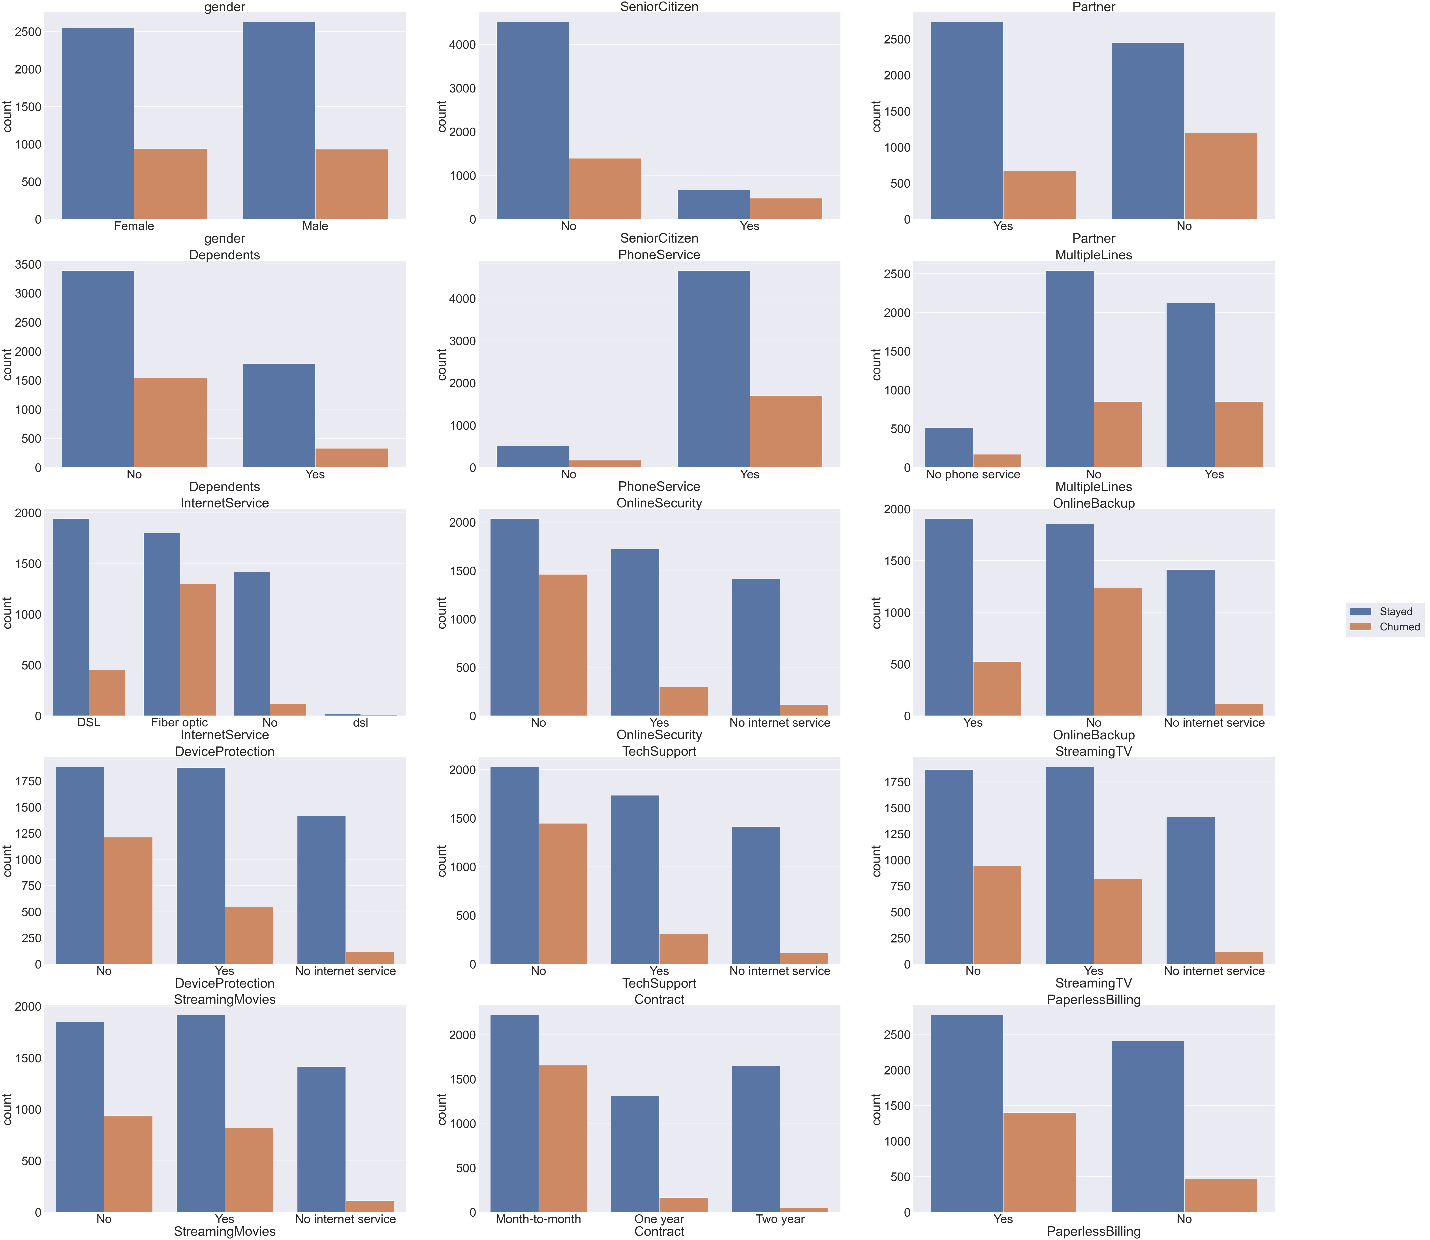 gender
2500
2000
1500
1000
500
0
count
Female Male
gender
SeniorCitizen
4000
3000
2000
1000
0
count
No Yes
SeniorCitizen
Partner
2500
2000
1500
1000
500
0
count
Yes No
Partner
Dependents
3500
3000
2500
2000
1500
1000
500
0
count
No Yes
Dependents
PhoneService
4000
3000
2000
1000
0
count
No Yes
PhoneService
MultipleLines
2500
2000
1500
1000
500
0
count
No phone service No Yes
MultipleLines
InternetService
2000
1500
1000
500
0
count
DSL Fiber optic No dsl
InternetService
OnlineSecurity
2000
1500
1000
500
0
count
No Yes No internet service
OnlineSecurity
OnlineBackup
2000
1500
1000
500
0
count
Yes No No internet service
OnlineBackup
Stayed
Churned
DeviceProtection
1750
1500
1250
1000
750
500
250
0
count
No Yes No internet service
DeviceProtection
TechSupport
2000
1500
1000
500
0
count
No Yes No internet service
TechSupport
StreamingTV
1750
1500
1250
1000
750
500
250
0
count
No Yes No internet service
StreamingTV
StreamingMovies
2000
1500
1000
500
0
count
No Yes No internet service
StreamingMovies
Contract
2000
1500
1000
500
0
count
Month-to-month One year Two year
Contract
PaperlessBilling
2500
2000
1500
1000
500
0
count
Yes No
PaperlessBilling